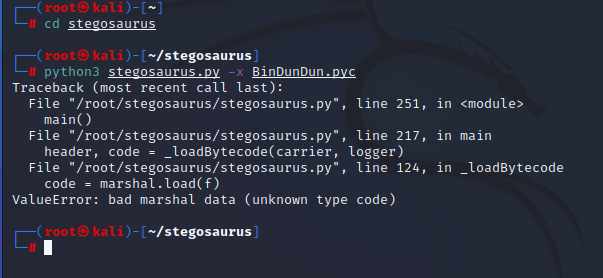 ┌──(root㉿kali)-[~]
└─# cd stegosaurus
┌──(root㉿kali)-[~/stegosaurus]
└─# python3 stegosaurus.py -x BinDunDun.pyc
Traceback (most recent call last):
  File "/root/stegosaurus/stegosaurus.py", line 251, in <module>
    main()
  File "/root/stegosaurus/stegosaurus.py", line 217, in main
    header, code = _loadBytecode(carrier, logger)
  File "/root/stegosaurus/stegosaurus.py", line 124, in _loadBytecode
    code = marshal.load(f)
ValueError: bad marshal data (unknown type code)
┌──(root㉿kali)-[~/stegosaurus]
└─#